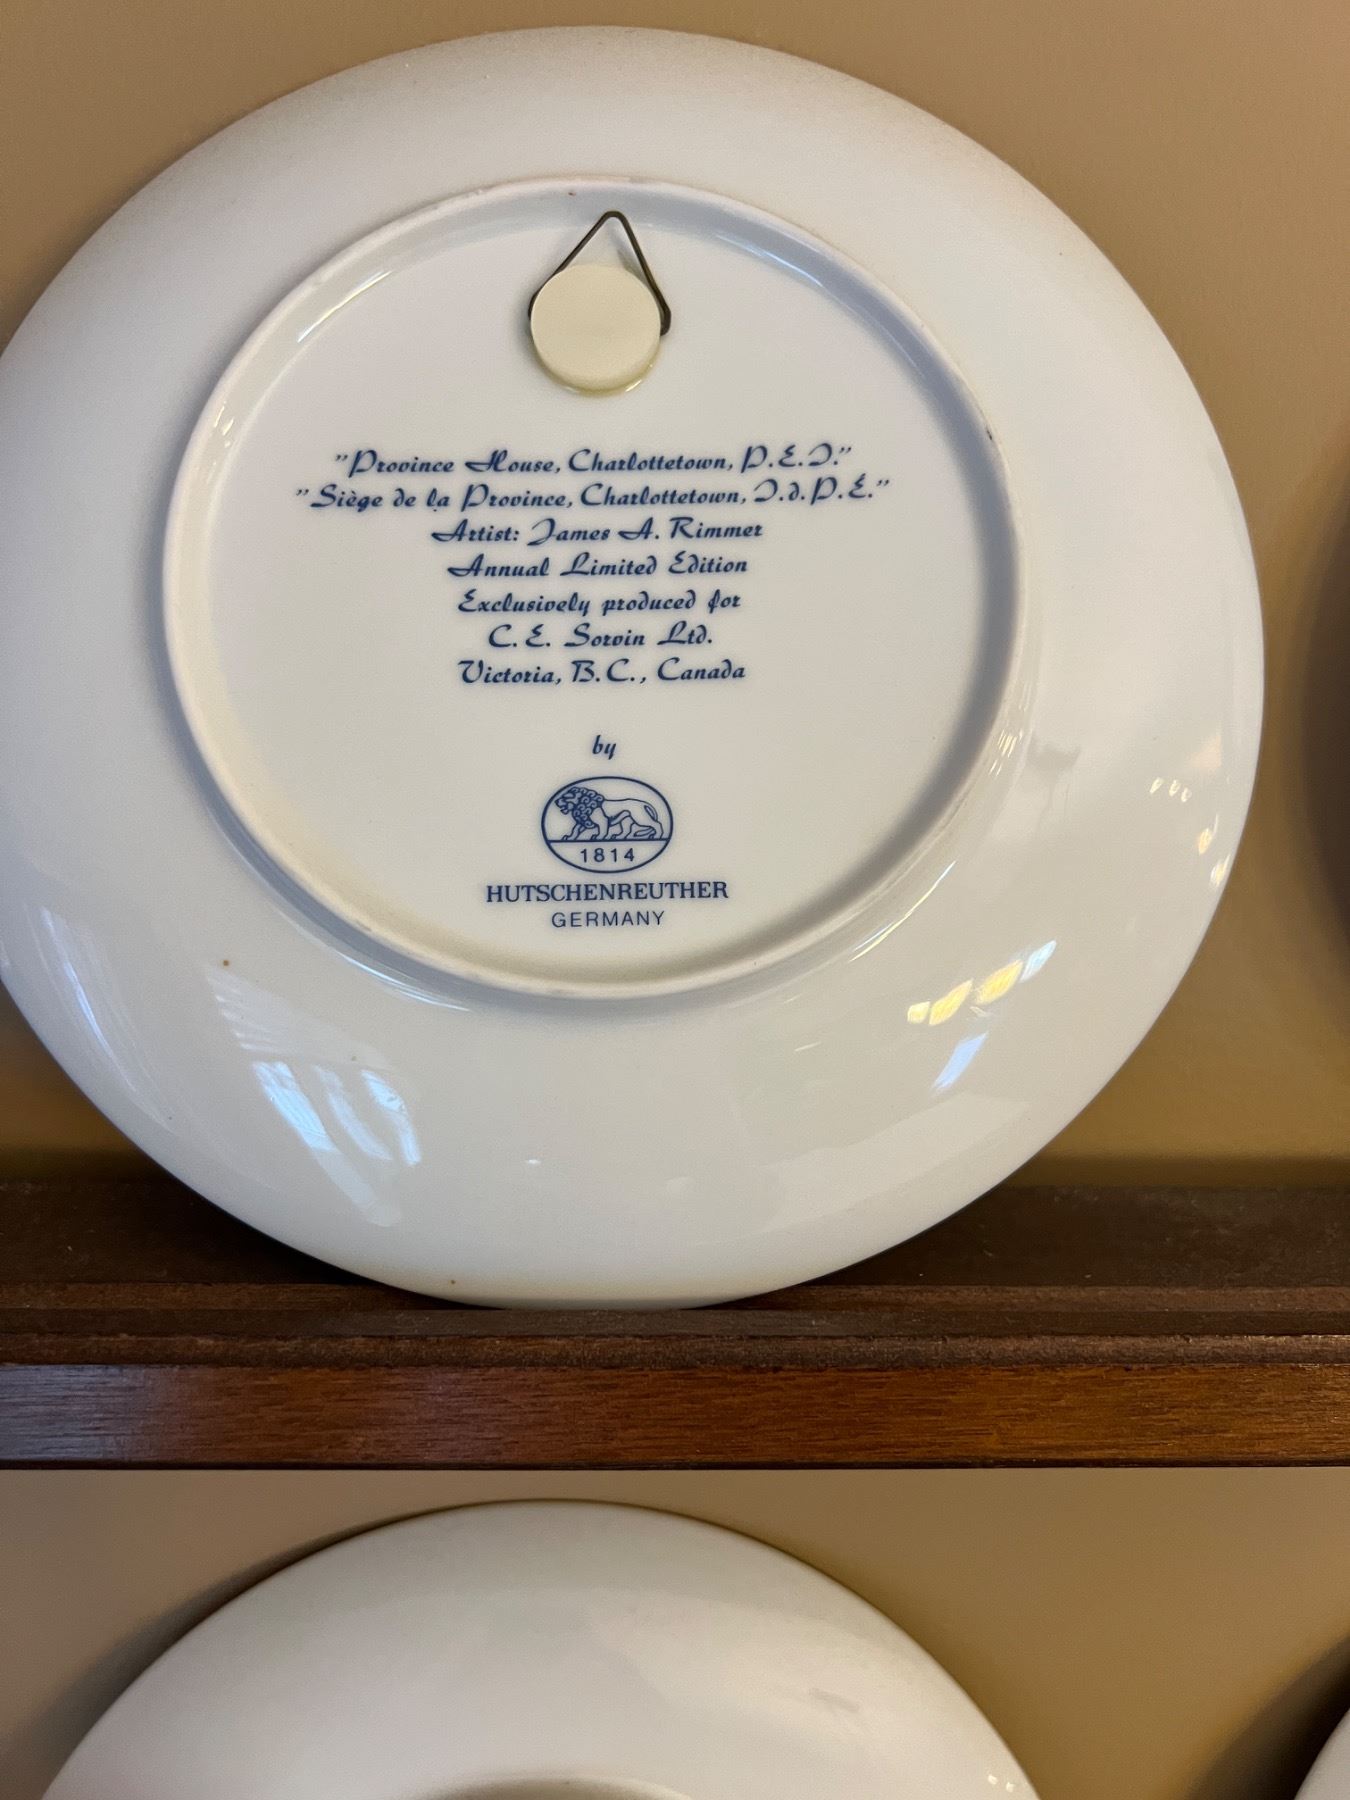 "Province House, Charlottetown, P.E.I."
"Siège de la Province, Charlottetown, I.d.P.É."
Artist: James A. Rimmer
Annual Limited Edition
Exclusively produced for
C. E. Sorvin Ltd.
Victoria, B.C., Canada
by
1814
HUTSCHENREUTHER
GERMANY